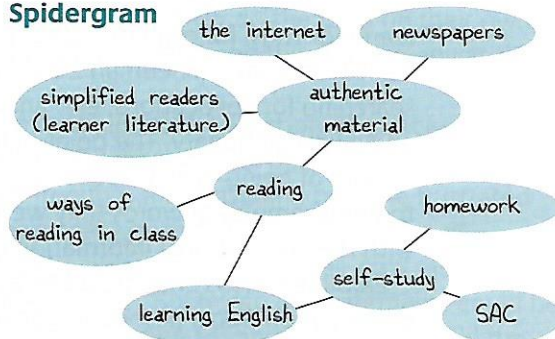 Spidergram
the internet
newspapers
simplified readers
(learner literature)
authentic
material
reading
ways of
reading in class
homework
self-study
learning English
SAC